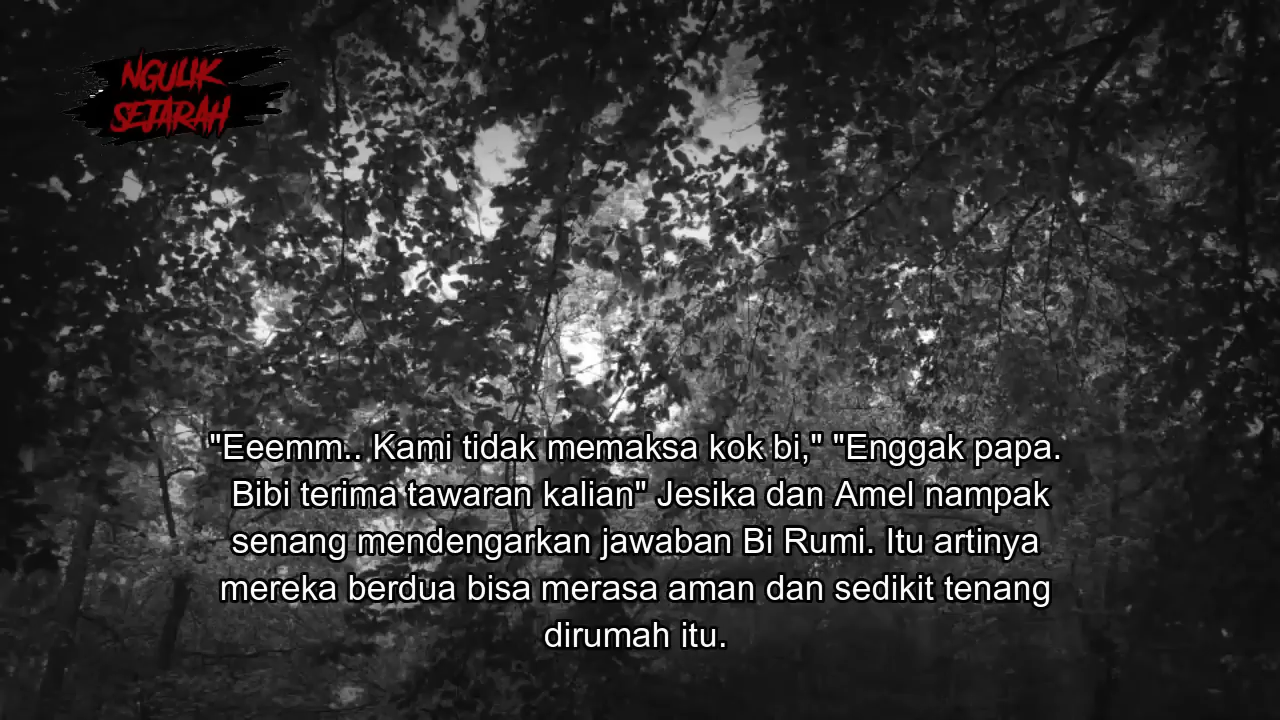 NGULIK
SEJARAH
"Eeemm.. Kami tidak memaksa kok bi," "Enggak papa.
Bibi terima tawaran kalian" Jesika dan Amel nampak
senang mendengarkan jawaban Bi Rumi. Itu artinya
mereka berdua bisa merasa aman dan sedikit tenang
dirumah itu.